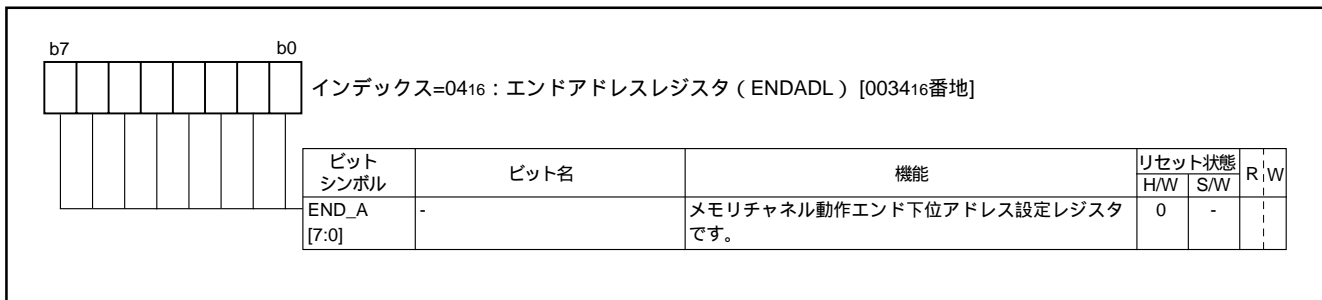 b7 b0
インデックス=0416：エンドアドレスレジスタ（ENDADL）[003416番地]
ビット
シンボル
ビット名
機能
リセット状態
H/W S/W
R W
END_A
[7:0]
-
メモリチャネル動作エンド下位アドレス設定レジスタ
です。
0 -